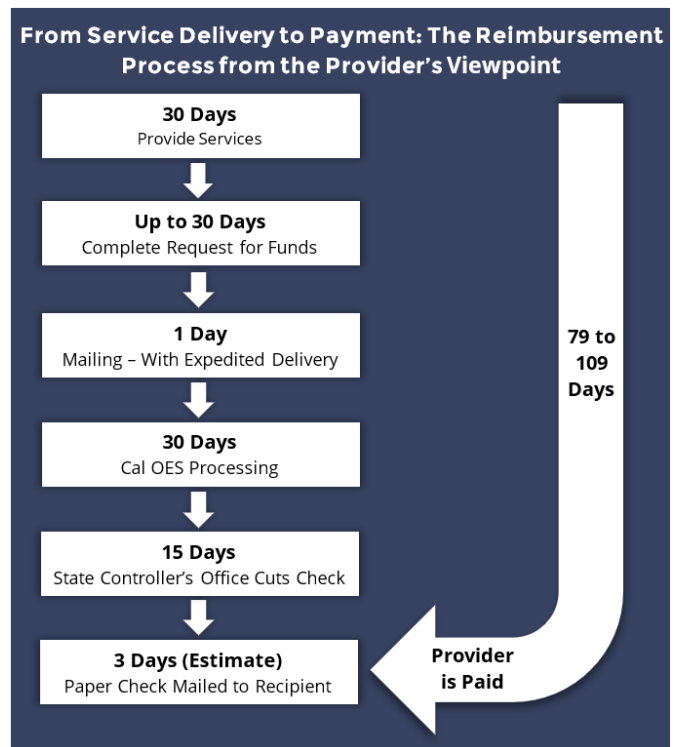 From Service Delivery to Payment: The Reimbursement
Process from the Provider’s Viewpoint
30 Days
Provide Services
Up to 30 Days
Complete Request for Funds
1 Day
Mailing – With Expedited Delivery
30 Days
Cal OES Processing
15 Days
State Controller’s Office Cuts Check
3 Days (Estimate)
Paper Check Mailed to Recipient
79 to
109
Days
Provider
is Paid